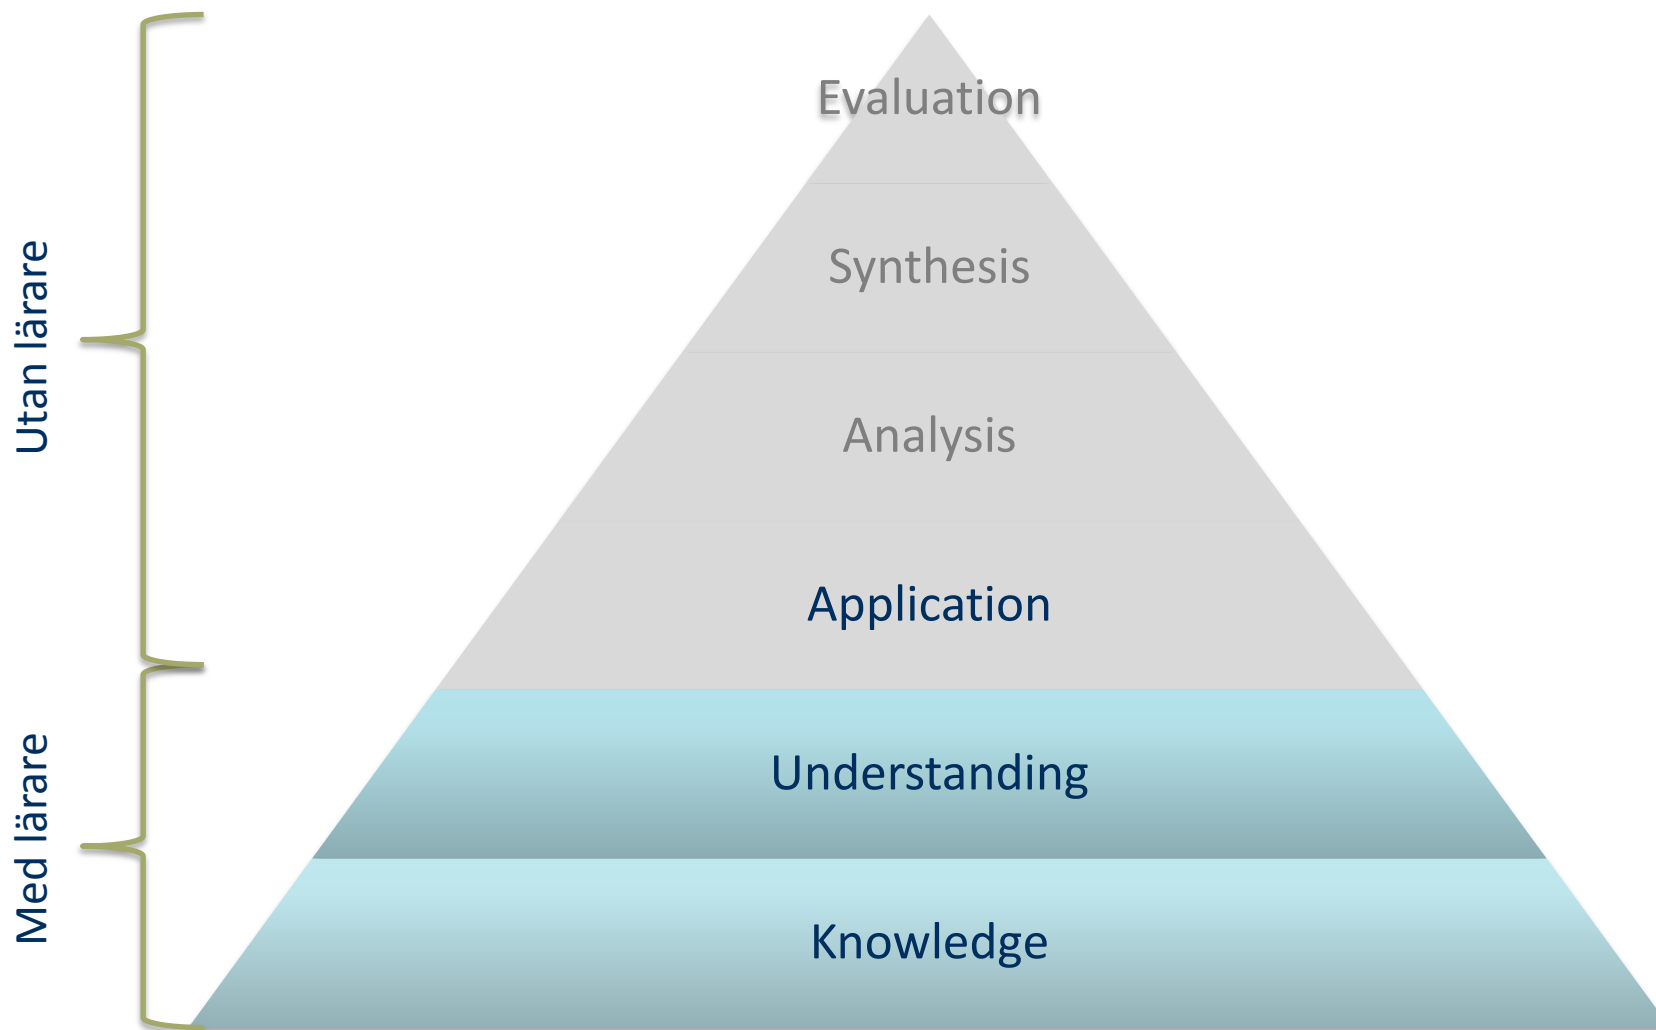 Evaluation
Synthesis
Analysis
Application
Understanding
Knowledge
Utan lärare
Med lärare